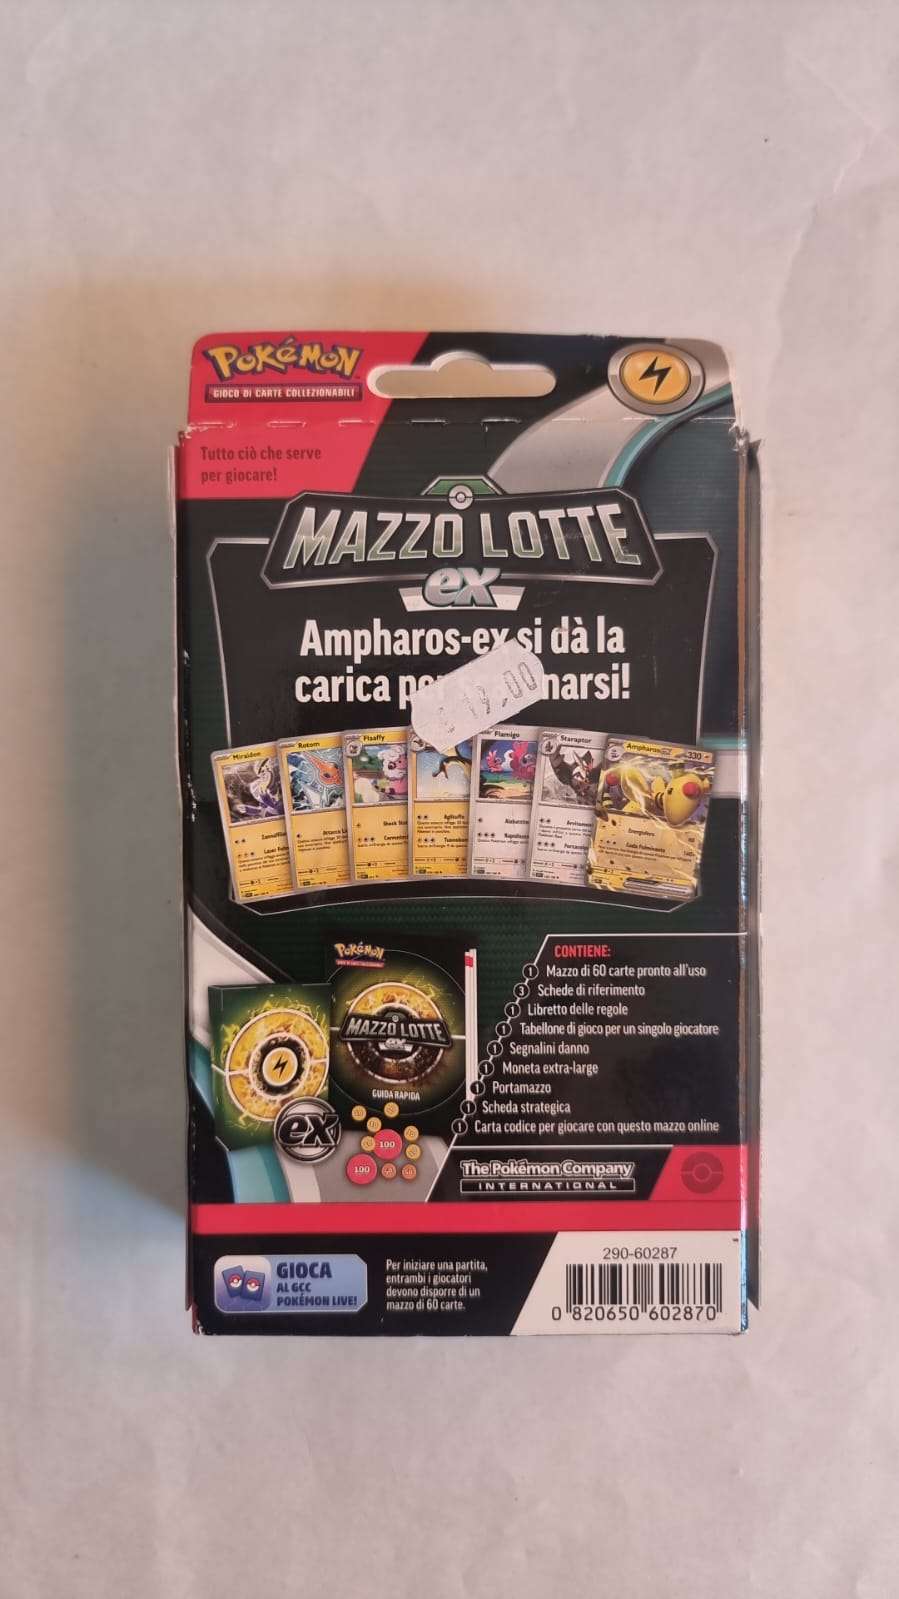 POKéMON
GIOCO DI CARTE COLLEZIONABILI
Tutto ciò che serve
per giocare!
MAZZO LOTTE
ex
Ampharos-ex si dà la
carica narsi!
Miraidon
Rotom
Flaaffy
Flamigo
Staraptor
Ampharos 330
Pokémon
MAZZO LOTTE
ex
GUIDA RAPIDA
ex
100
100
CONTIENE:
1 Mazzo di 60 carte pronto all'uso
3 Schede di riferimento
1 Libretto delle regole
1 Tabellone di gioco per un singolo giocatore
1 Segnalini danno
1 Moneta extra-large
1 Portamazzo
1 Scheda strategica
1 Carta codice per giocare con questo mazzo online
The Pokémon Company
INTERNATIONAL
GIOCA
AL GCC
POKÉMON LIVE!
Per iniziare una partita,
entrambi i giocatori
devono disporre di un
mazzo di 60 carte.
290-60287
0 820650 602870